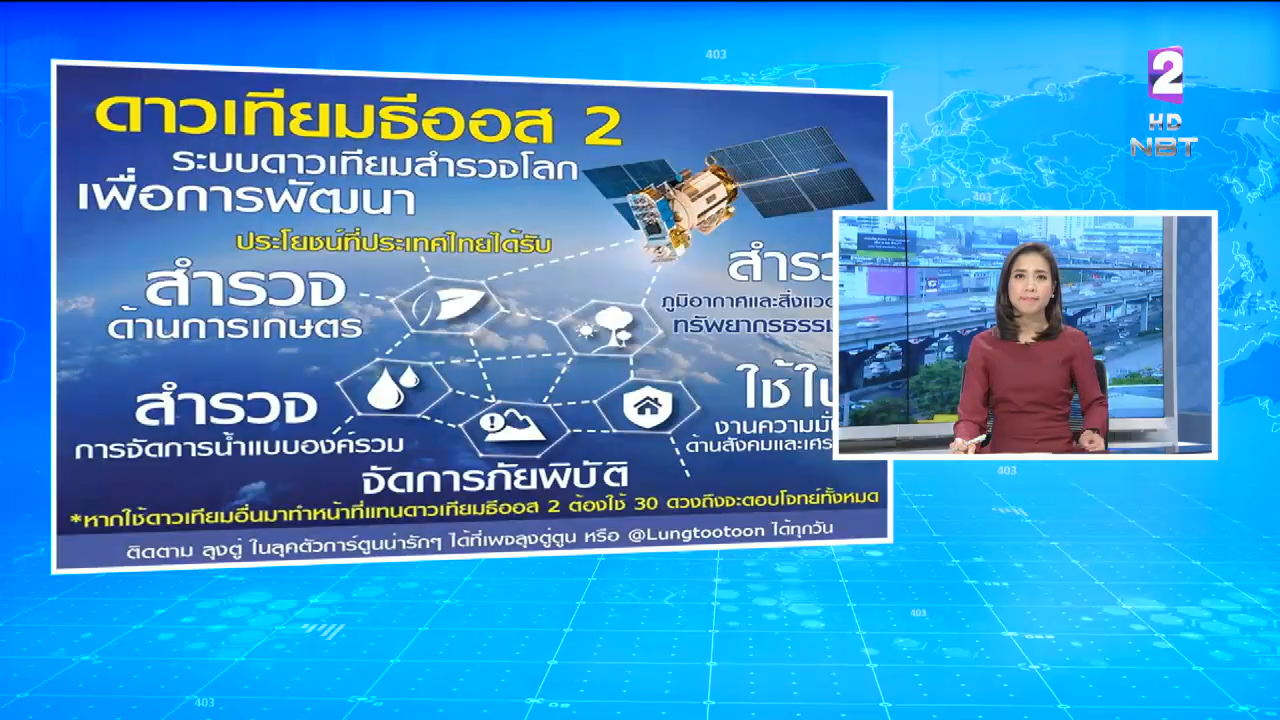 ดาวเทียมธีออส 2
ระบบดาวเทียมสำรวจโลก
เพื่อการพัฒนา
ประโยชน์ที่ประเทศไทยได้รับ
สำรวจ
ด้านการเกษตร
ภูมิอากาศและสิ่งแวด
ทรัพยากรธรรม
สำรวจ
การจัดการน้ำแบบองค์รวม
จัดการภัยพิบัติ
ใช้ใน
ด้านสังคมและเศร
*หากใช้ดาวเทียมอื่นมาทำหน้าที่แทนดาวเทียมธีออส 2 ต้องใช้ 30 ดวงถึงจะตอบโจทย์ทั้งหมด
ติดตาม ลุงตู่ ในลุคตัวการ์ตูนน่ารักๆ ได้ที่เพจลุงตู่ตูน หรือ @Lungtootoon ได้ทุกวัน
2
HD
NBT
403
403
403
403
403